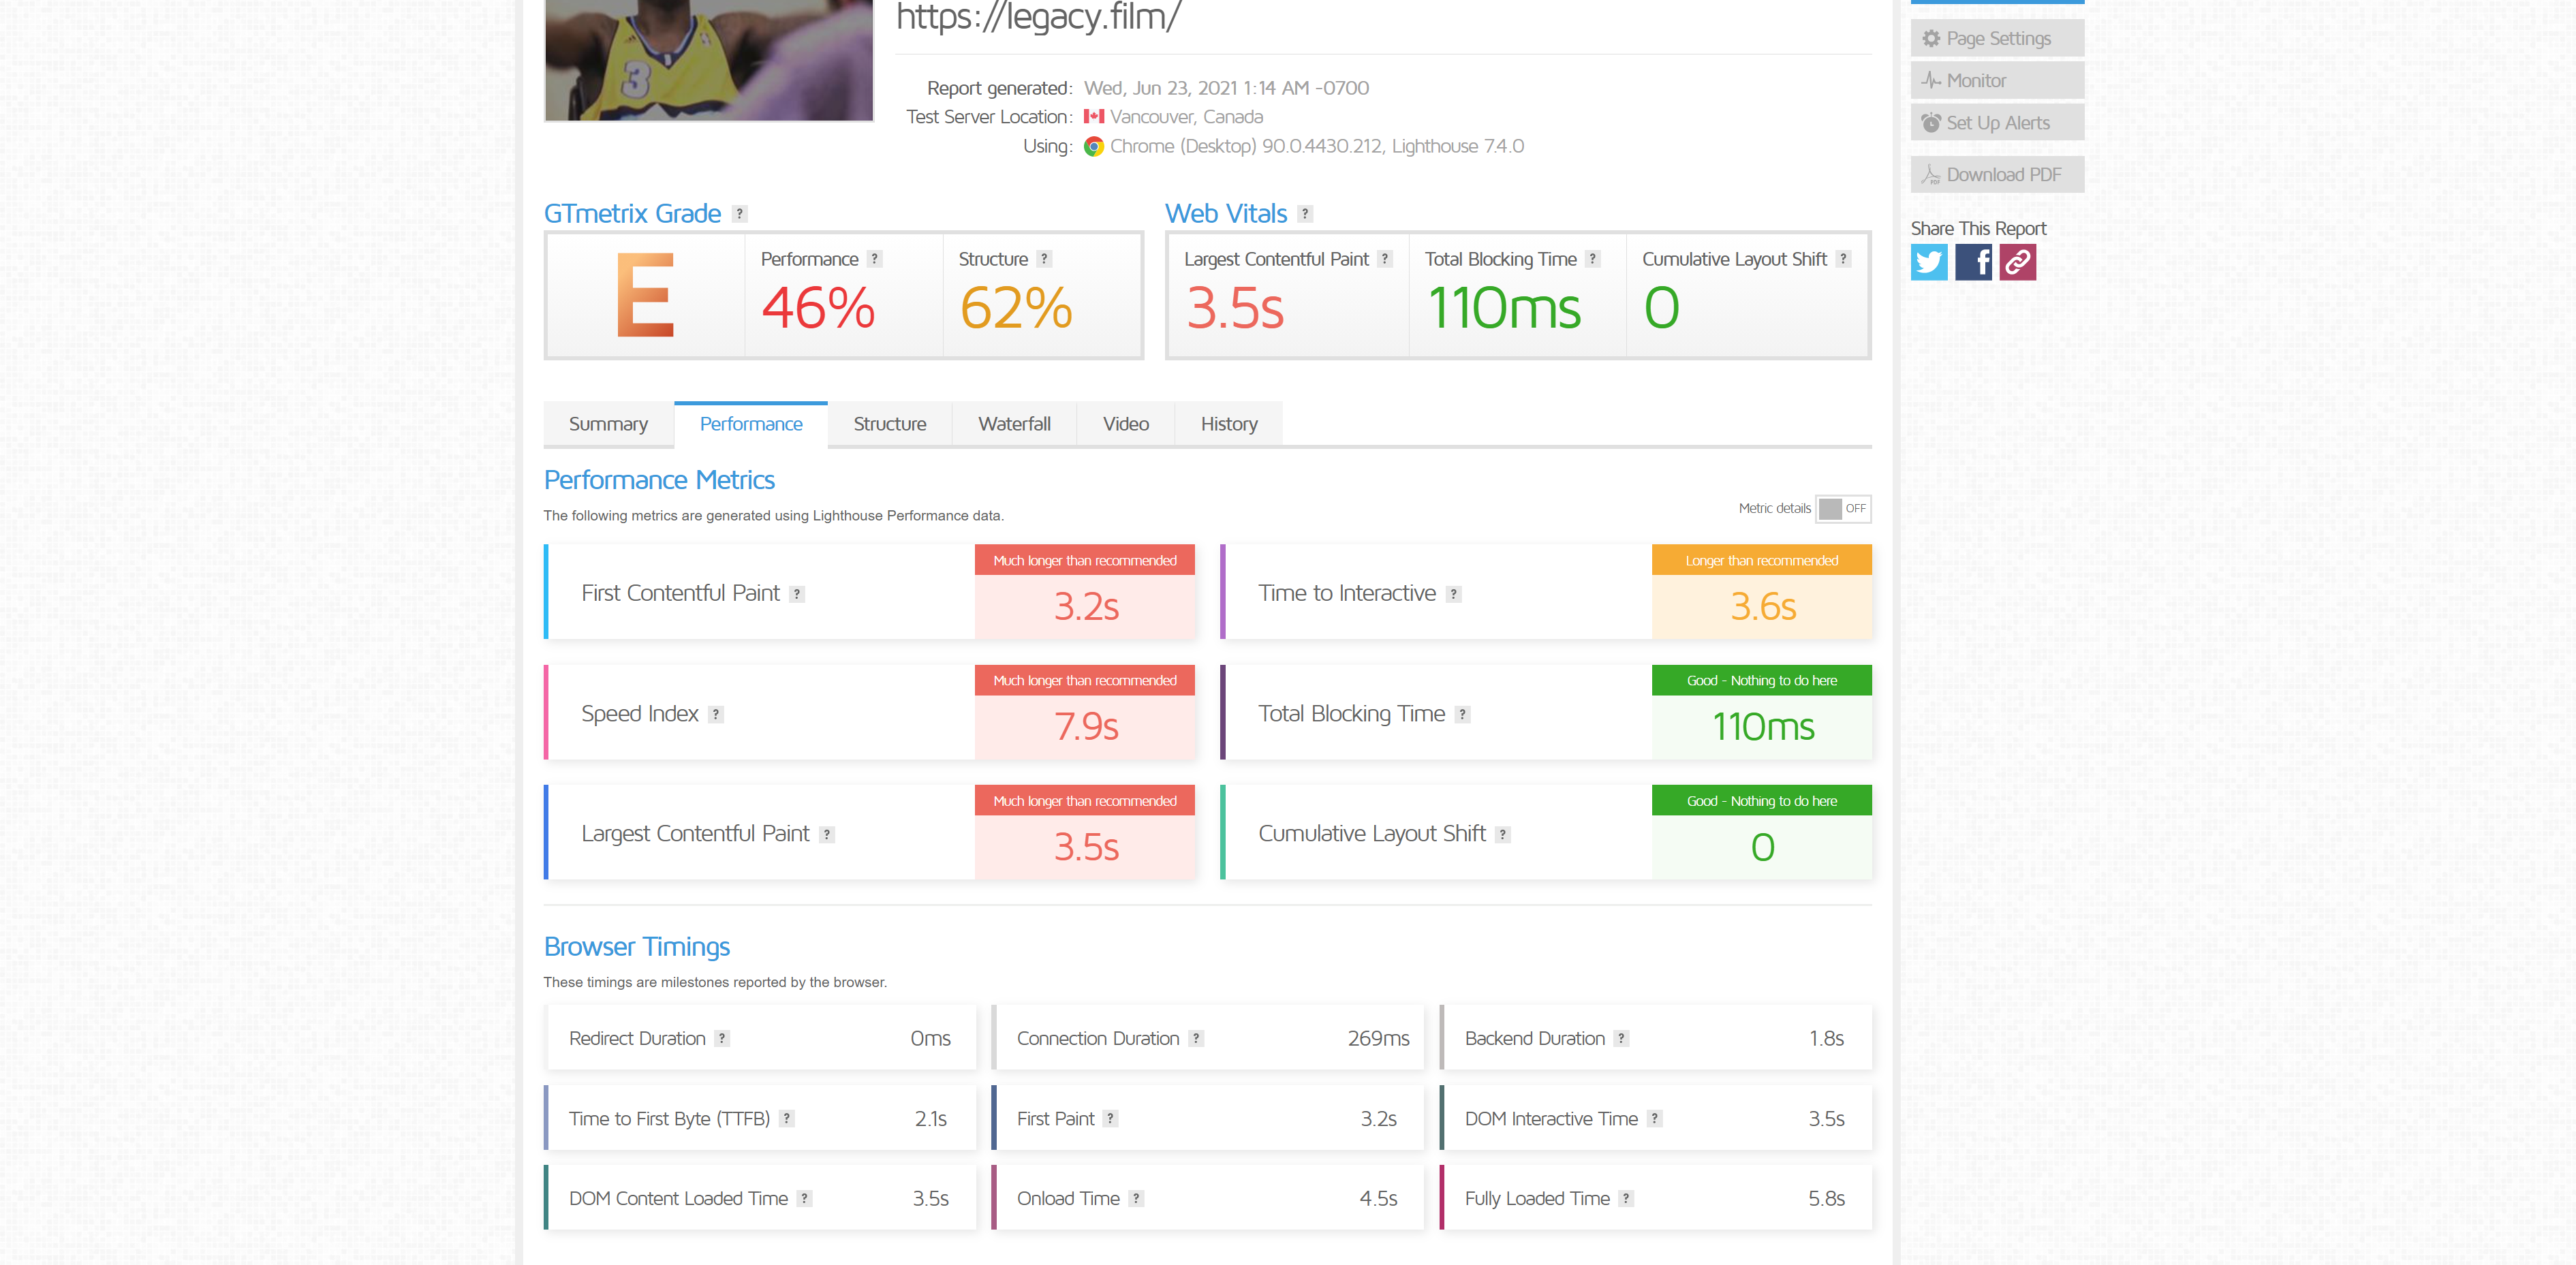 https://legacy.film/
Report generated: Wed, Jun 23, 2021 1:14 AM -0700
Test Server Location: Vancouver, Canada
Using: Chrome (Desktop) 90.0.4430.212, Lighthouse 7.4.0
3
Page Settings
Monitor
Set Up Alerts
Download PDF
Share This Report
GTmetrix Grade ?
E
Performance ?
46%
Structure ?
62%
Web Vitals ?
Largest Contentful Paint ?
3.5s
Total Blocking Time ?
110ms
Cumulative Layout Shift ?
0
Summary Performance Structure Waterfall Video History
Performance Metrics
The following metrics are generated using Lighthouse Performance data.
Metric details OFF
First Contentful Paint ?
Much longer than recommended
3.2s
Time to Interactive ?
Longer than recommended
3.6s
Speed Index ?
Much longer than recommended
7.9s
Total Blocking Time ?
Good - Nothing to do here
110ms
Largest Contentful Paint ?
Much longer than recommended
3.5s
Cumulative Layout Shift ?
Good - Nothing to do here
0
Browser Timings
These timings are milestones reported by the browser.
Redirect Duration ? 0ms
Connection Duration ? 269ms
Backend Duration ? 1.8s
Time to First Byte (TTFB) ? 2.1s
First Paint ? 3.2s
DOM Interactive Time ? 3.5s
DOM Content Loaded Time ? 3.5s
Onload Time ? 4.5s
Fully Loaded Time ? 5.8s